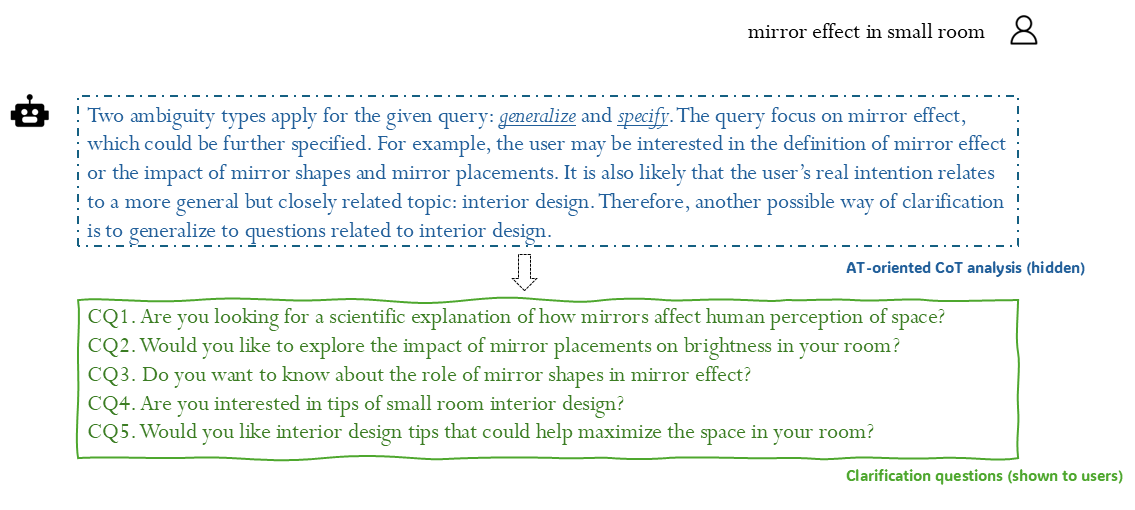 mirror effect in small room
Two ambiguity types apply for the given query: generalize and specify. The query focus on mirror effect,
which could be further specified. For example, the user may be interested in the definition of mirror effect
or the impact of mirror shapes and mirror placements. It is also likely that the user's real intention relates
to a more general but closely related topic: interior design. Therefore, another possible way of clarification
is to generalize to questions related to interior design.
AT-oriented CoT analysis (hidden)
CQ1. Are you looking for a scientific explanation of how mirrors affect human perception of space?
CQ2. Would you like to explore the impact of mirror placements on brightness in your room?
CQ3. Do you want to know about the role of mirror shapes in mirror effect?
CQ4. Are you interested in tips of small room interior design?
CQ5. Would you like interior design tips that could help maximize the space in your room?
Clarification questions (shown to users)